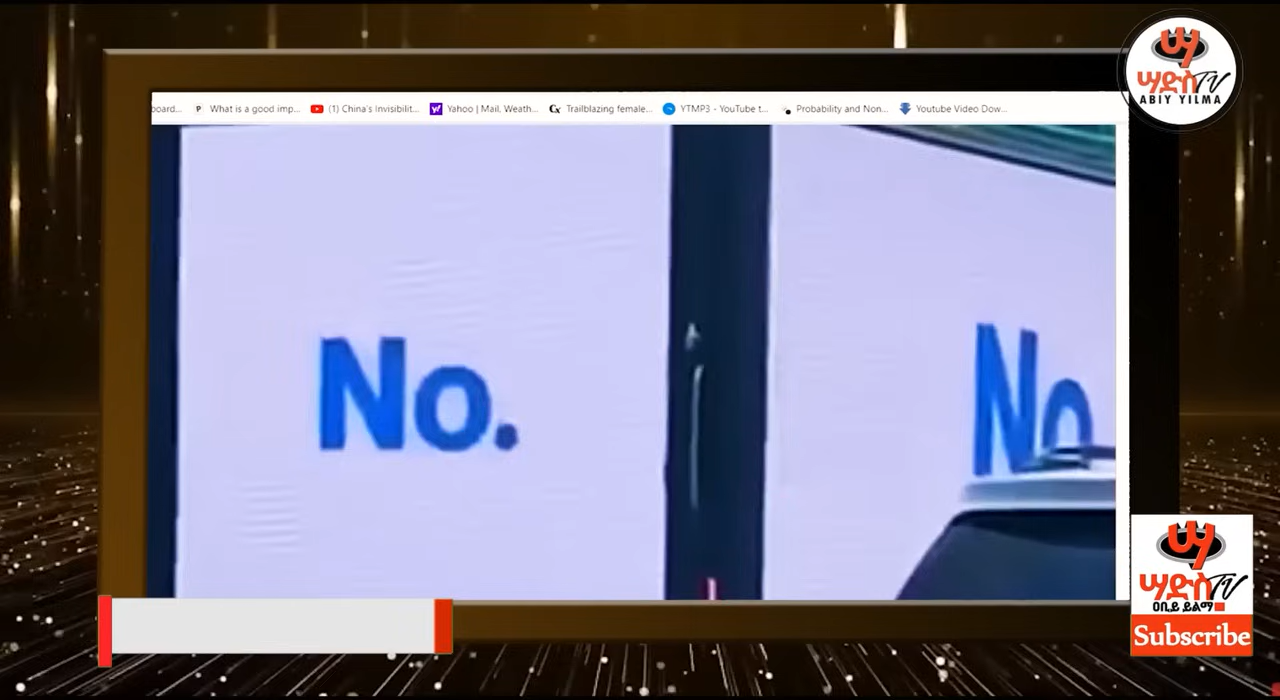 board... What is a good imp... (1) China's Invisibilit... Yahoo | Mail, Weath... Trailblazing female... YTMP3 - YouTube t... Probability and Non... Youtube Video Dow...
ሣድስTV
ABIY YILMA
No.
No
ሣድስTV
ዐቢይ ይልማ
Subscribe